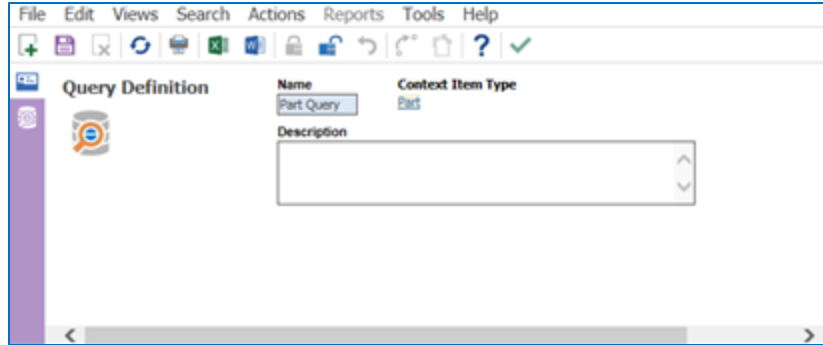 File Edit Views Search Actions Reports Tools Help
?
Query Definition
Name
Context Item Type
Part Query
Part
Description